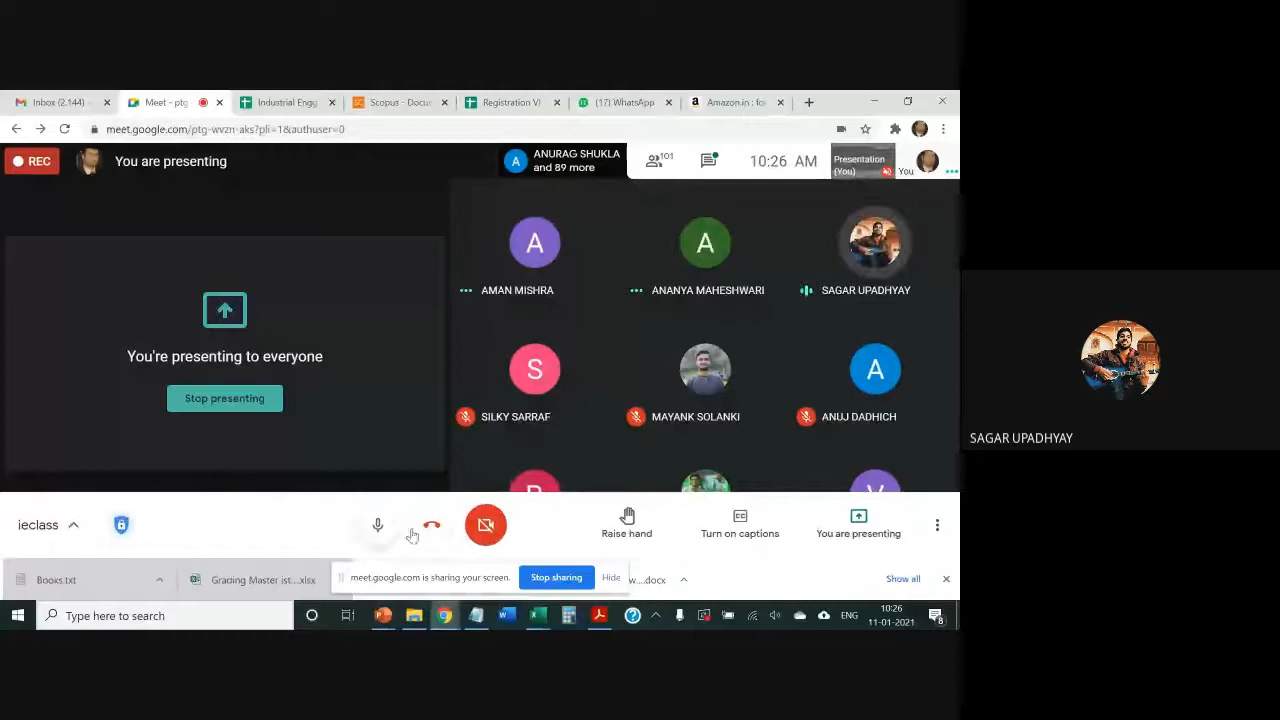 Inbox (2,144)
Meet – ptg
Industrial Engg
Scopus - Docu
Registration VI
(17) WhatsApp
Amazon.in : fo
meet.google.com/ptg-wvzn-aks?pli=1&authuser=0
REC
You are presenting
A
ANURAG SHUKLA
and 89 more
101
10:26 AM
Presentation
(You)
You
A
AMAN MISHRA
A
ANANYA MAHESHWARI
SAGAR UPADHYAY
You're presenting to everyone
Stop presenting
S
SILKY SARRAF
MAYANK SOLANKI
A
ANUJ DADHICH
SAGAR UPADHYAY
ieclass
Raise hand
Turn on captions
You are presenting
Books.txt
Grading Master ist....xlsx
meet.google.com is sharing your screen.
Stop sharing
Hide
w....docx
Show all
Type here to search
ENG
10:26
11-01-2021
8